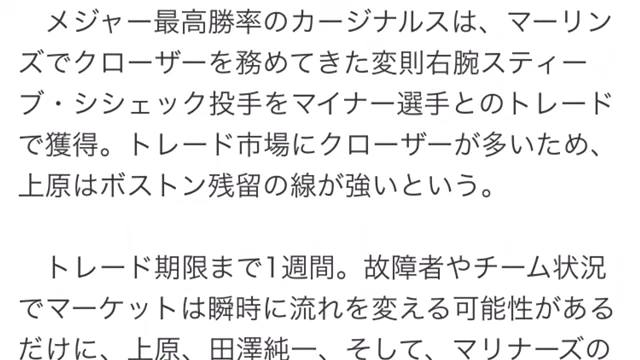 メジャー最高勝率のカージナルスは、マーリン
ズでクローザーを務めてきた変則右腕スティー
ブ・シシェック投手をマイナー選手とのトレード
で獲得。トレード市場にクローザーが多いため、
上原はボストン残留の線が強いという。
トレード期限まで1週間。故障者やチーム状況
でマーケットは瞬時に流れを変える可能性がある
だけに、上原、田澤純一、そして、マリナーズの